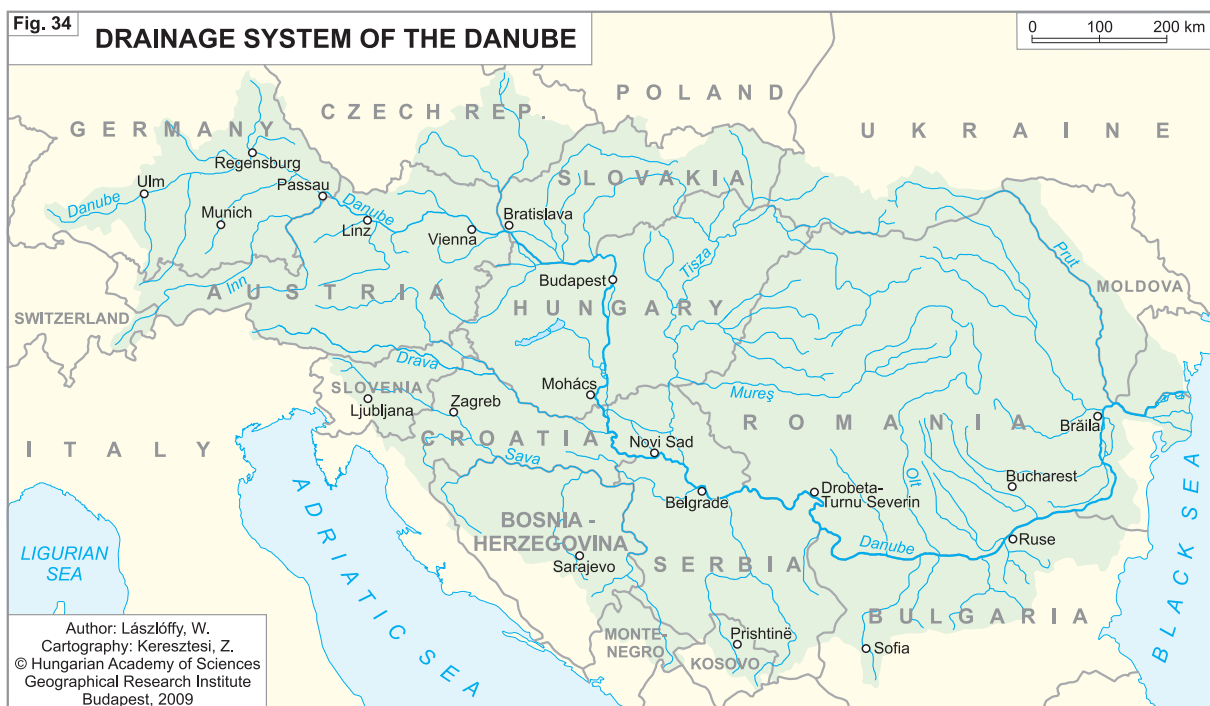 Fig. 34
DRAINAGE SYSTEM OF THE DANUBE
0 100 200 km
POLAND
CZECH REP.
GERMANY
UKRAINE
Regensburg
SLOVAKIA
Ulm
Passau
Danube
Danube
Munich
Linz
Vienna
Bratislava
Prut
Tisza
Budapest
Inn
AUSTRIA
HUNGARY
MOLDOVA
SWITZERLAND
Drava
SLOVENIA
Mohács
Mureş
Ljubljana
Zagreb
ROMANIA
Brăila
CROATIA
Novi Sad
ITALY
Sava
Olt
Bucharest
Belgrade
Drobeta-
Turnu Severin
BOSNIA -
HERZEGOVINA
Danube
Ruse
LIGURIAN
SEA
Sarajevo
SERBIA
ADRIATIC SEA
BLACK SEA
BULGARIA
MONTE-
NEGRO
Prishtinë
Sofia
KOSOVO
Author: Lászlóffy, W.
Cartography: Keresztesi, Z.
© Hungarian Academy of Sciences
Geographical Research Institute
Budapest, 2009